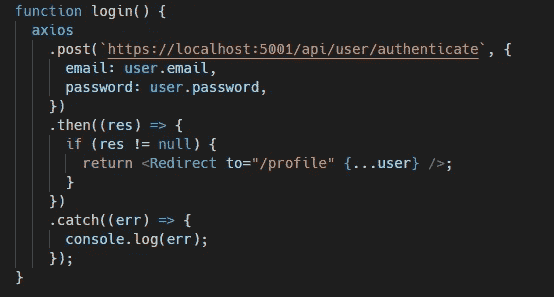 function login() {
  axios
    .post(`https://localhost:5001/api/user/authenticate`, {
      email: user.email,
      password: user.password,
    })
    .then((res) => {
      if (res != null) {
        return <Redirect to="/profile" {...user} />;
      }
    })
    .catch((err) => {
      console.log(err);
    });
}